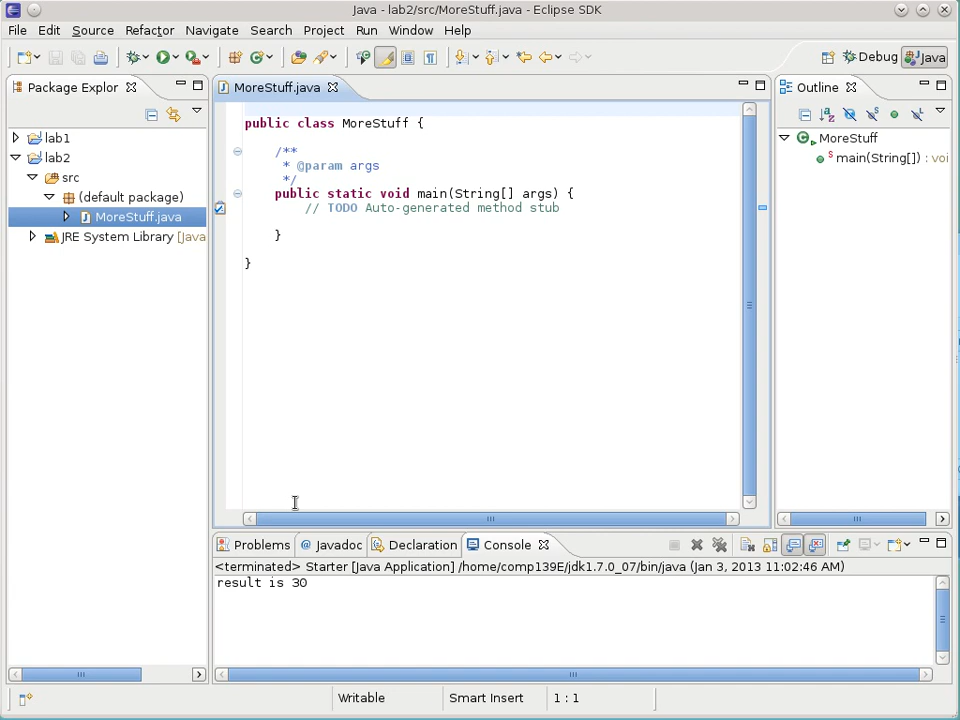 Java - lab2/src/MoreStuff.java - Eclipse SDK
File Edit Source Refactor Navigate Search Project Run Window Help
Debug Java
Package Explor
MoreStuff.java
Outline
lab1
lab2
src
(default package)
MoreStuff.java
JRE System Library [Java
public class MoreStuff {
/**
* @param args
*/
public static void main(String[] args) {
// TODO Auto-generated method stub
}
}
MoreStuff
main(String[]) : voi
Problems @ Javadoc Declaration Console
<terminated> Starter [Java Application] /home/comp139E/jdk1.7.0_07/bin/java (Jan 3, 2013 11:02:46 AM)
result is 30
Writable Smart Insert 1 : 1